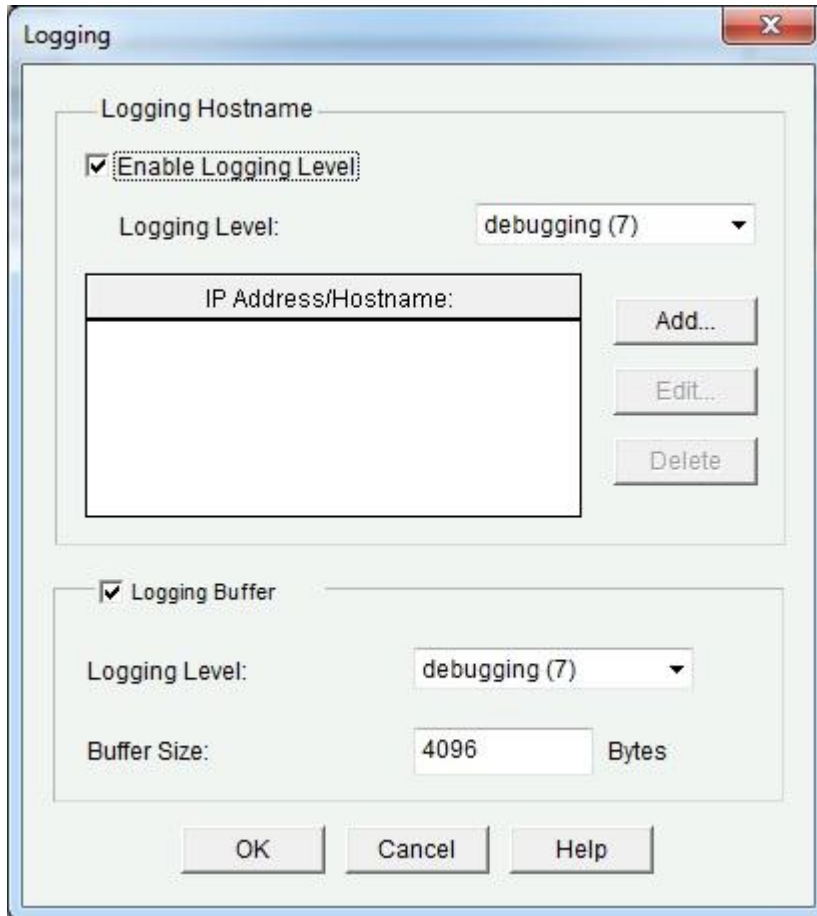 Logging
Logging Hostname
Enable Logging Level
Logging Level: debugging (7)
IP Address/Hostname:
Add...
Edit...
Delete
Logging Buffer
Logging Level: debugging (7)
Buffer Size: 4096 Bytes
OK Cancel Help